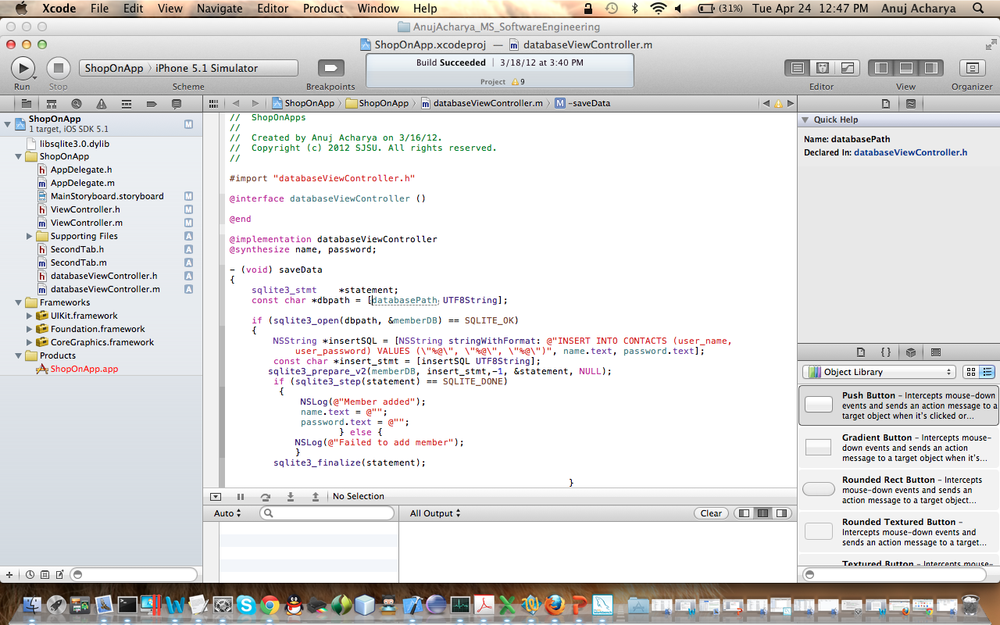 Xcode File Edit View Navigate Editor Product Window Help (31%) Tue Apr 24 12:47 PM Anuj Acharya
AnujAcharya_MS_SoftwareEngineering
ShopOnApp.xcodeproj — databaseViewController.m
ShopOnApp iPhone 5.1 Simulator
Build Succeeded | 3/18/12 at 3:40 PM
Project 9
Run Stop Scheme Breakpoints Editor View Organizer
ShopOnApp ShopOnApp databaseViewController.m M -saveData
ShopOnApp M
1 target, iOS SDK 5.1
libsqlite3.0.dylib
ShopOnApp
AppDelegate.h
AppDelegate.m
MainStoryboard.storyboard M
ViewController.h M
ViewController.m M
Supporting Files A
SecondTab.h A
SecondTab.m A
databaseViewController.h A
databaseViewController.m A
Frameworks
UIKit.framework
Foundation.framework
CoreGraphics.framework
Products
ShopOnApp.app
//  ShopOnApps
//
//  Created by Anuj Acharya on 3/16/12.
//  Copyright (c) 2012 SJSU. All rights reserved.
//
#import "databaseViewController.h"
@interface databaseViewController ()
@end
@implementation databaseViewController
@synthesize name, password;
- (void) saveData
{
sqlite3_stmt    *statement;
const char *dbpath = [databasePath UTF8String];
if (sqlite3_open(dbpath, &memberDB) == SQLITE_OK)
{
NSString *insertSQL = [NSString stringWithFormat: @"INSERT INTO CONTACTS (user_name,
user_password) VALUES (\"%@\", \"%@\", \"%@\")", name.text, password.text];
const char *insert_stmt = [insertSQL UTF8String];
sqlite3_prepare_v2(memberDB, insert_stmt,-1, &statement, NULL);
if (sqlite3_step(statement) == SQLITE_DONE)
{
NSLog(@"Member added");
name.text = @"";
password.text = @"";
} else {
NSLog(@"Failed to add member");
}
sqlite3_finalize(statement);
}
No Selection
Auto
All Output
Clear
Quick Help
Name: databasePath
Declared In: databaseViewController.h
{ }
Object Library
Push Button – Intercepts mouse-down
events and sends an action message to a
target object when it's clicked or...
Gradient Button – Intercepts mouse-
down events and sends an action
message to a target object when it's...
Rounded Rect Button – Intercepts
mouse-down events and sends an
action message to a target object...
Rounded Textured Button –
Intercepts mouse-down events and
sends an action message to a target...
Textured Button – Intercepts mouse-